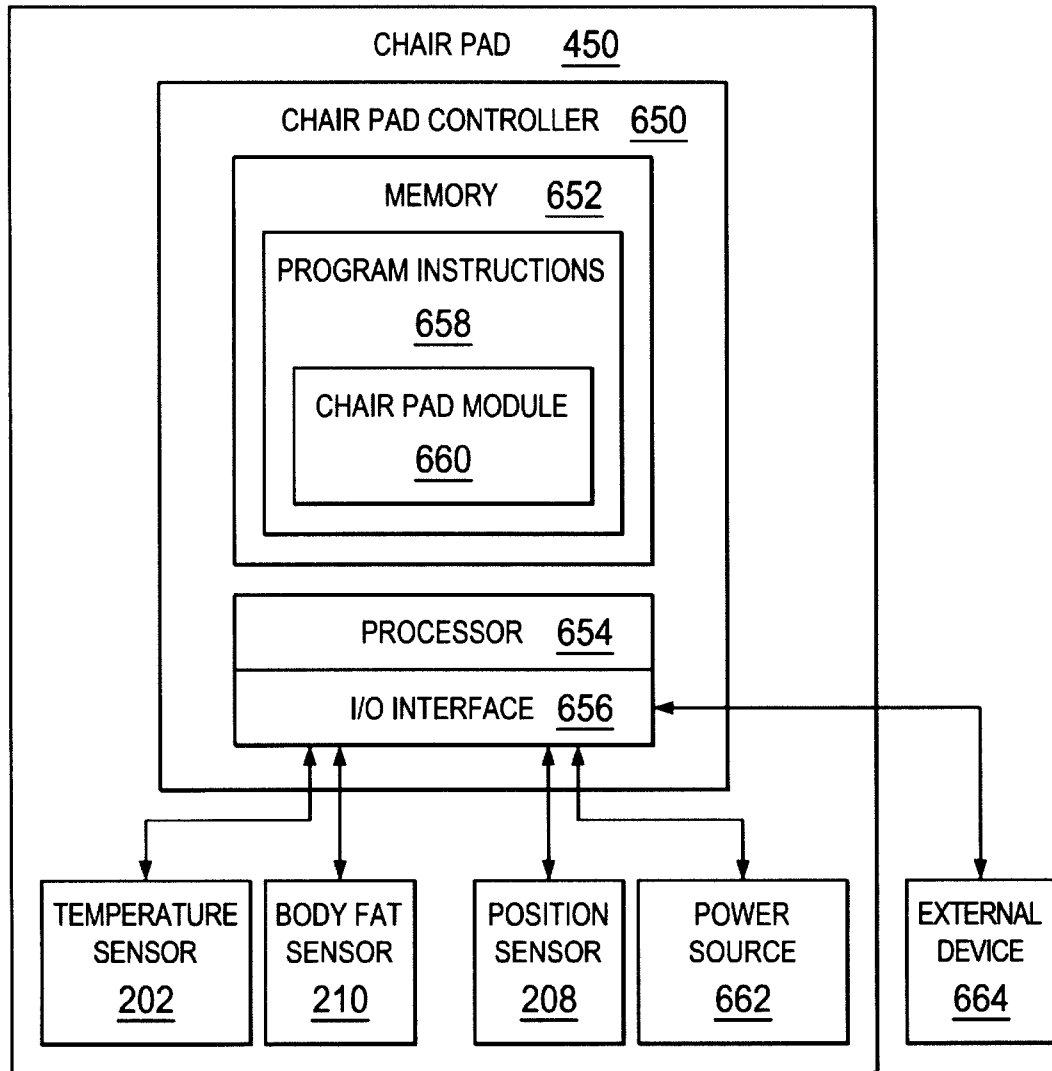 CHAIR PAD 450
CHAIR PAD CONTROLLER 650
MEMORY 652
PROGRAM INSTRUCTIONS
658
CHAIR PAD MODULE
660
PROCESSOR 654
I/O INTERFACE 656
TEMPERATURE
SENSOR
202
BODY FAT
SENSOR
210
POSITION
SENSOR
208
POWER
SOURCE
662
EXTERNAL
DEVICE
664